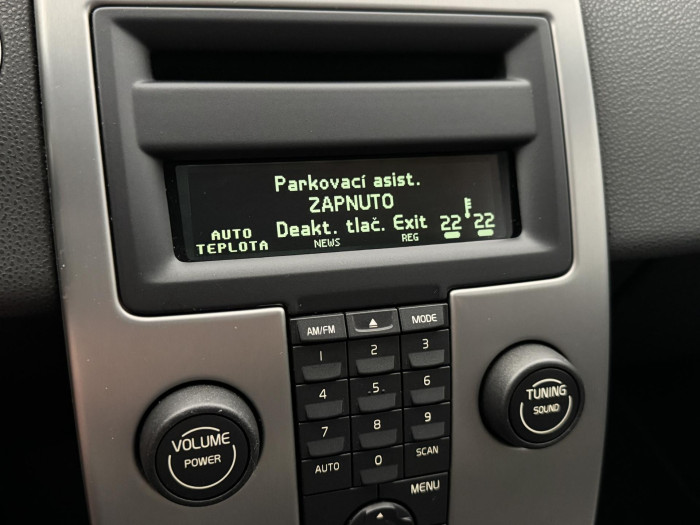 Parkovací asist.
ZAPNUTO
Deakt. tlač. Exit
AUTO
TEPLOTA
NEWS
REG
22 22
AM/FM
MODE
1 2 3
4 5 6
7 8 9
AUTO 0 SCAN
MENU
VOLUME
POWER
TUNING
SOUND